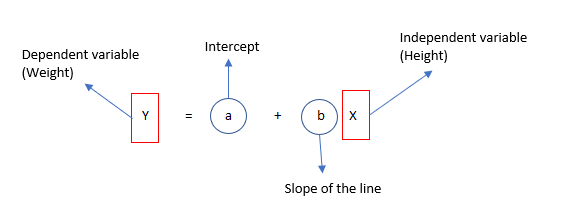 Dependent variable
(Weight)
Intercept
Independent variable
(Height)
Y = a + b X
Slope of the line